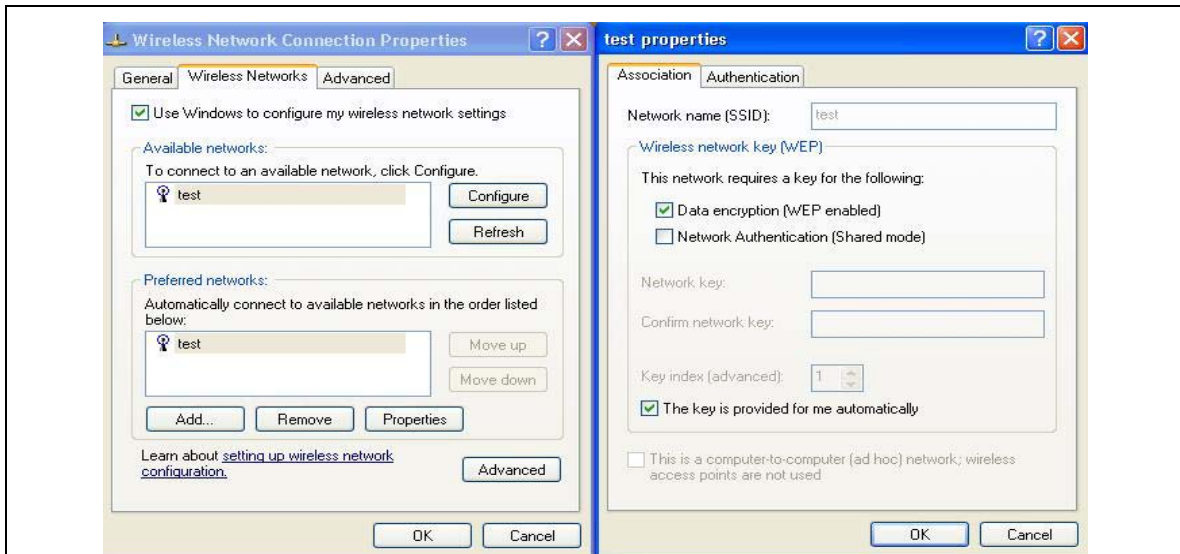 Wireless Network Connection Properties
General Wireless Networks Advanced
Use Windows to configure my wireless network settings
Available networks:
To connect to an available network, click Configure.
test
Configure
Refresh
Preferred networks:
Automatically connect to available networks in the order listed
below:
test
Move up
Move down
Add... Remove Properties
Learn about setting up wireless network
configuration.
Advanced
OK Cancel
test properties
Association Authentication
Network name (SSID): test
Wireless network key (WEP)
This network requires a key for the following:
Data encryption (WEP enabled)
Network Authentication (Shared mode)
Network key:
Confirm network key:
Key index (advanced): 1
The key is provided for me automatically
This is a computer-to-computer (ad hoc) network; wireless
access points are not used
OK Cancel